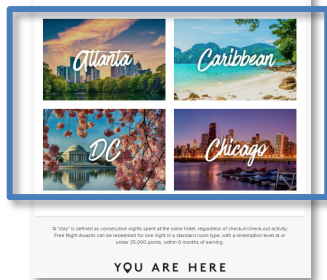 Atlanta
Caribbean
DC
Chicago
"A "stay" is defined as consecutive nights spent at the same hotel, regardless of check-in/check-out activity;
Free Night Awards can be redeemed for one night in a standard room type, with a redemption level at or
under 35,000 points, within 6 months of earning.
YOU ARE HERE